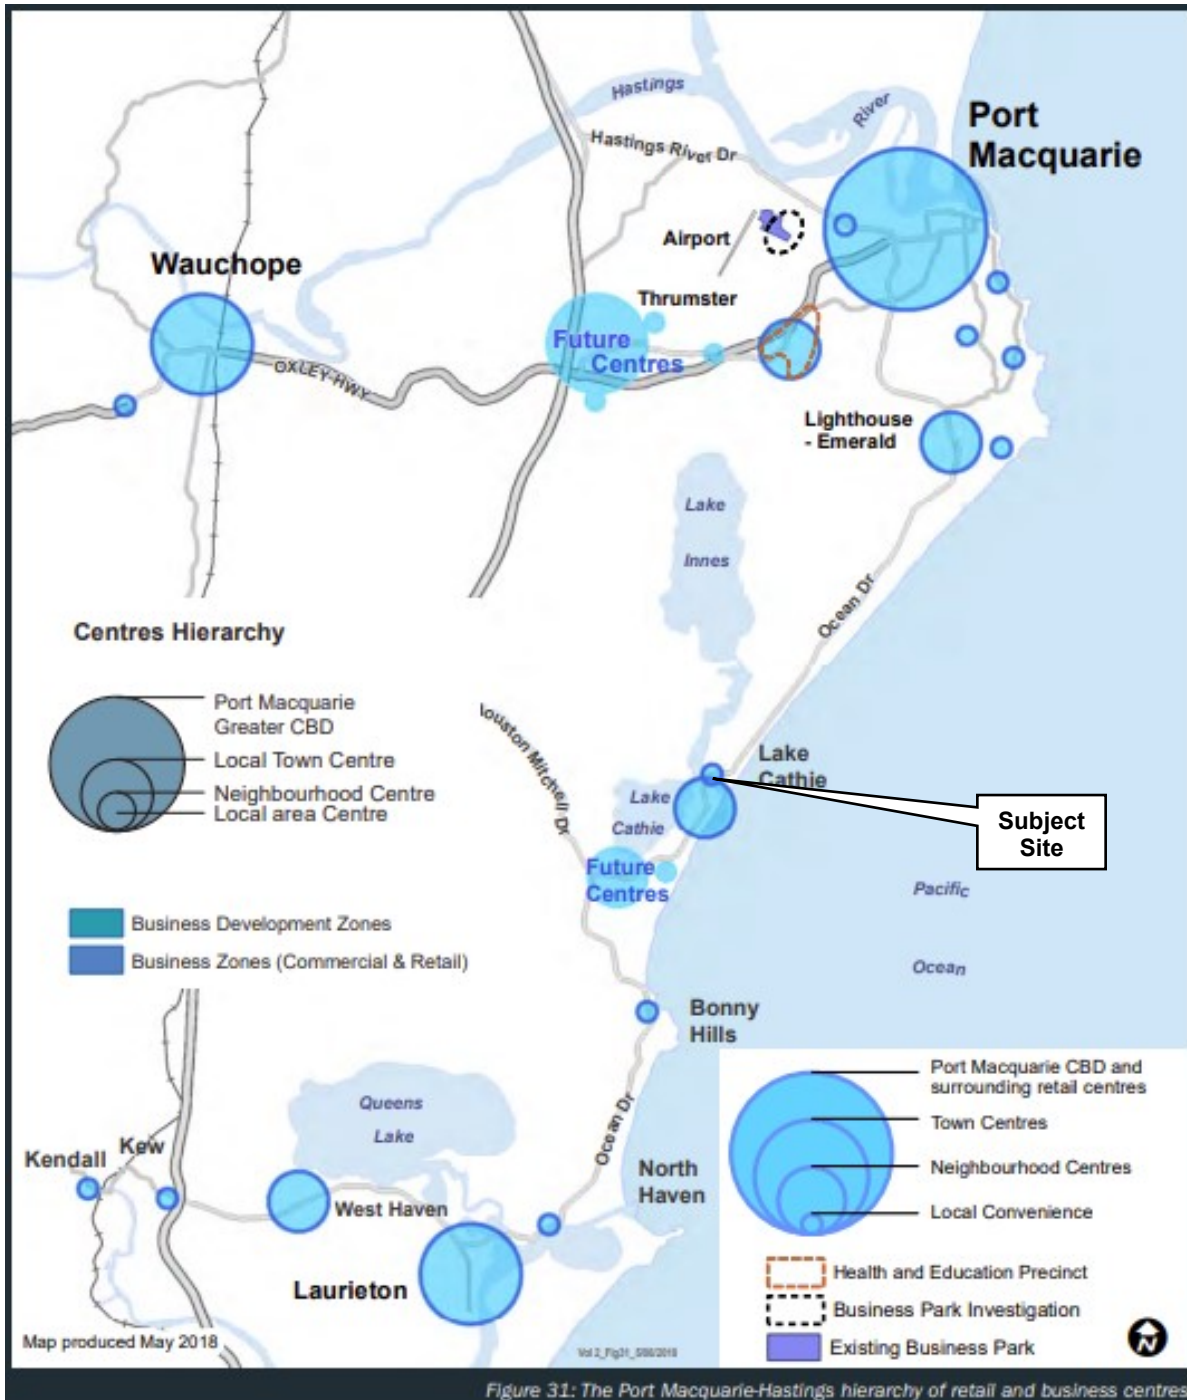 Hastings
River
Port
Macquarie
Hastings River Dr
Airport
Wauchope
Thrumster
Future
Centres
OXLEY HWY
Lighthouse
- Emerald
Lake
Innes
Ocean Dr
Centres Hierarchy
Port Macquarie
Greater CBD
Local Town Centre
Neighbourhood Centre
Local area Centre
Houston Mitchell Dr
Lake
Cathie
Lake
Cathie
Subject
Site
Future
Centres
Pacific
Ocean
Business Development Zones
Business Zones (Commercial & Retail)
Bonny
Hills
Queens
Lake
Ocean Dr
Kendall
Kew
North
Haven
West Haven
Laurieton
Port Macquarie CBD and
surrounding retail centres
Town Centres
Neighbourhood Centres
Local Convenience
Health and Education Precinct
Business Park Investigation
Existing Business Park
Map produced May 2018
N
Figure 31: The Port Macquarie-Hastings hierarchy of retail and business centres